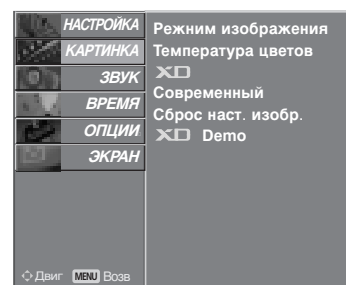 НАСТРОЙКА
КАРТИНКА
ЗВУК
ВРЕМЯ
ОПЦИИ
ЭКРАН
Режним изображения
Температура цветов
XD
Современный
Сброс наст. изобр.
XD Demo
Двиг MENU Возв